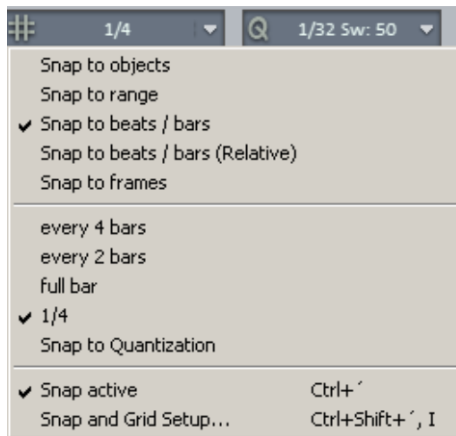 1/4 Q 1/32 Sw: 50
Snap to objects
Snap to range
Snap to beats / bars
Snap to beats / bars (Relative)
Snap to frames
every 4 bars
every 2 bars
full bar
1/4
Snap to Quantization
Snap active Ctrl+´
Snap and Grid Setup... Ctrl+Shift+´, I